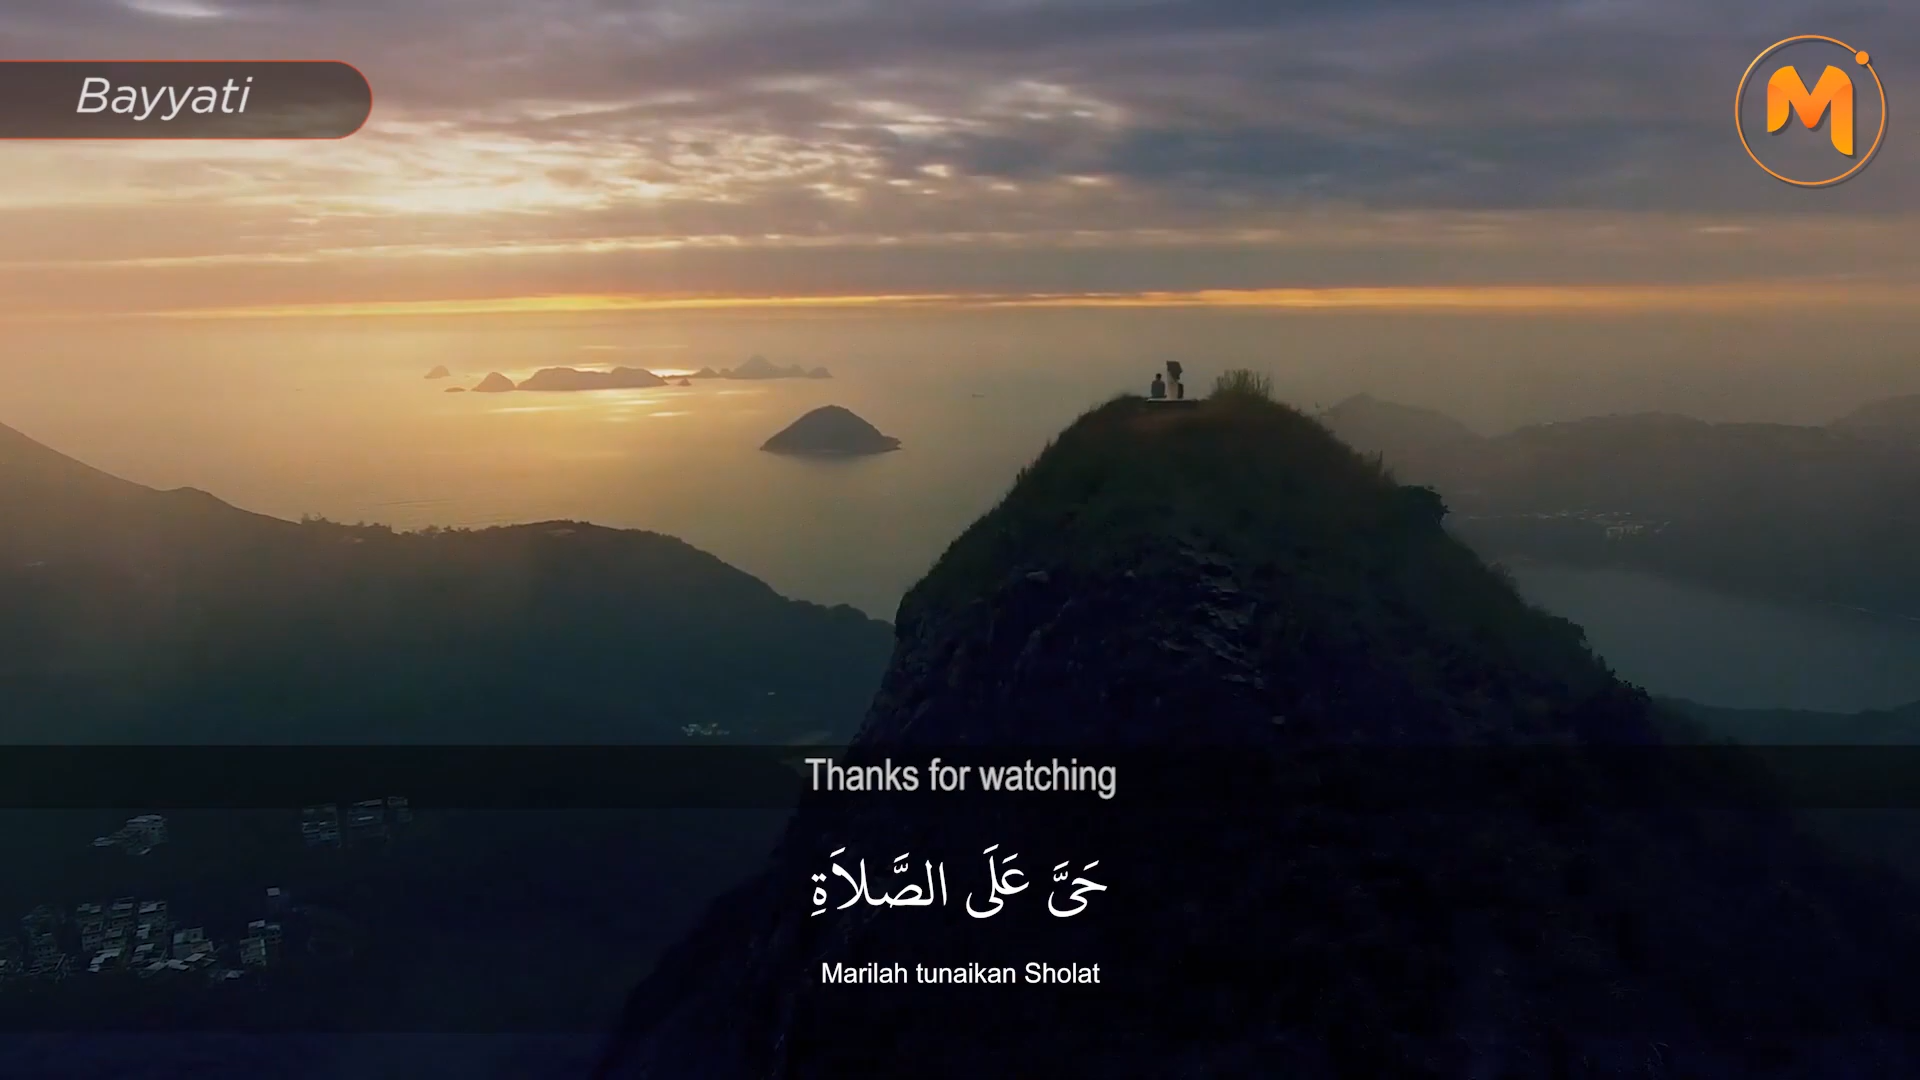 Bayyati
M
Thanks for watching
حَىَّ عَلَى الصَّلاَةِ
Marilah tunaikan Sholat